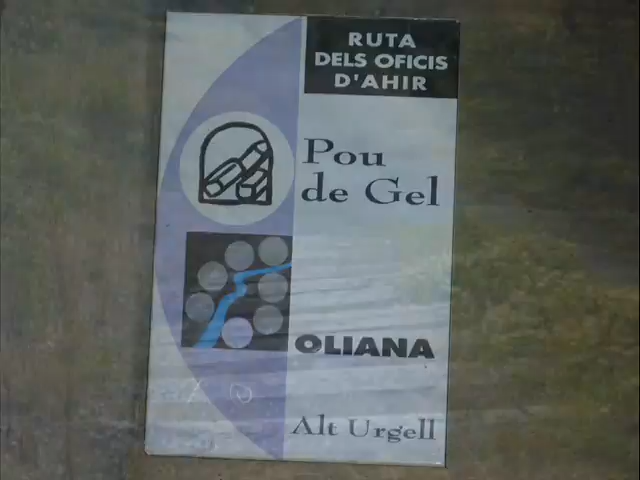 RUTA
DELS OFICIS
D'AHIR
Pou
de Gel
OLIANA
Alt Urgell